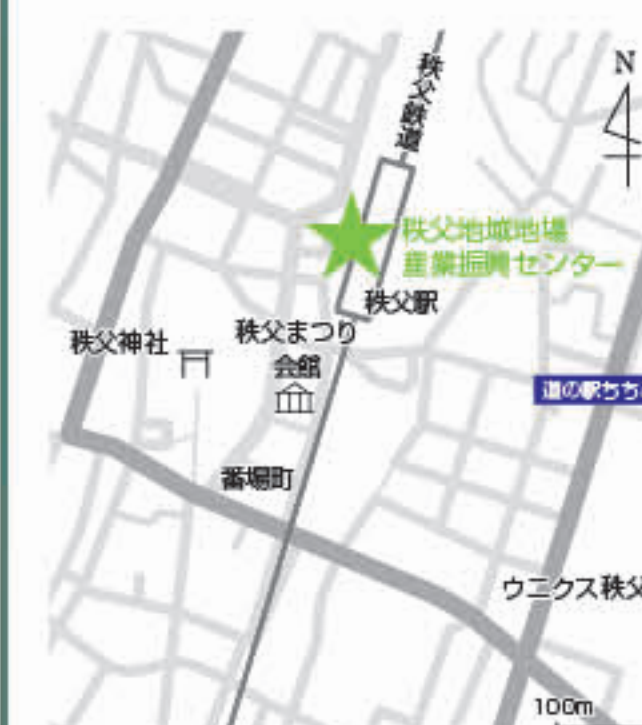 秩父鉄道
N
秩父地域地場
産業振興センター
秩父駅
秩父まつり
会館
秩父神社
道の駅ちち
番場町
ウニクス秩父
100m